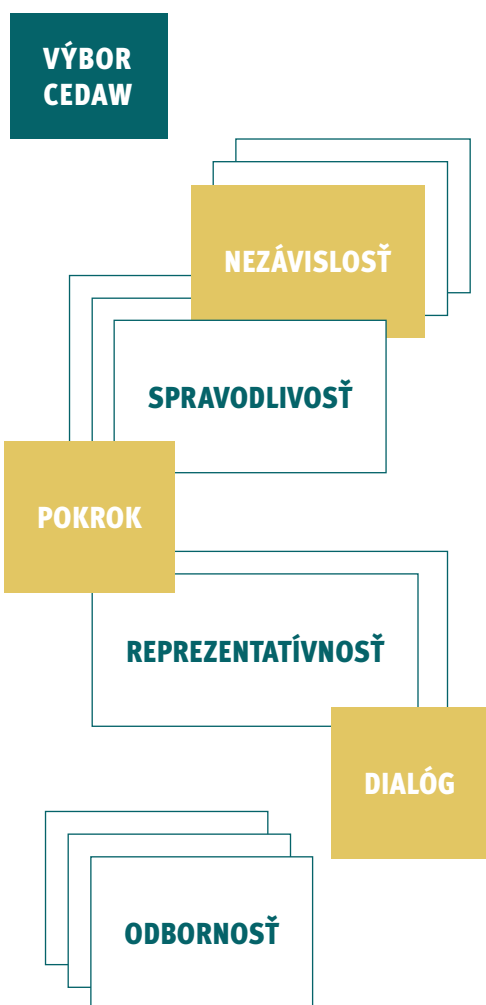 VÝBOR
CEDAW
NEZÁVISLOSŤ
SPRAVODLIVOSŤ
POKROK
REPREZENTATÍVNOSŤ
DIALÓG
ODBORNOSŤ